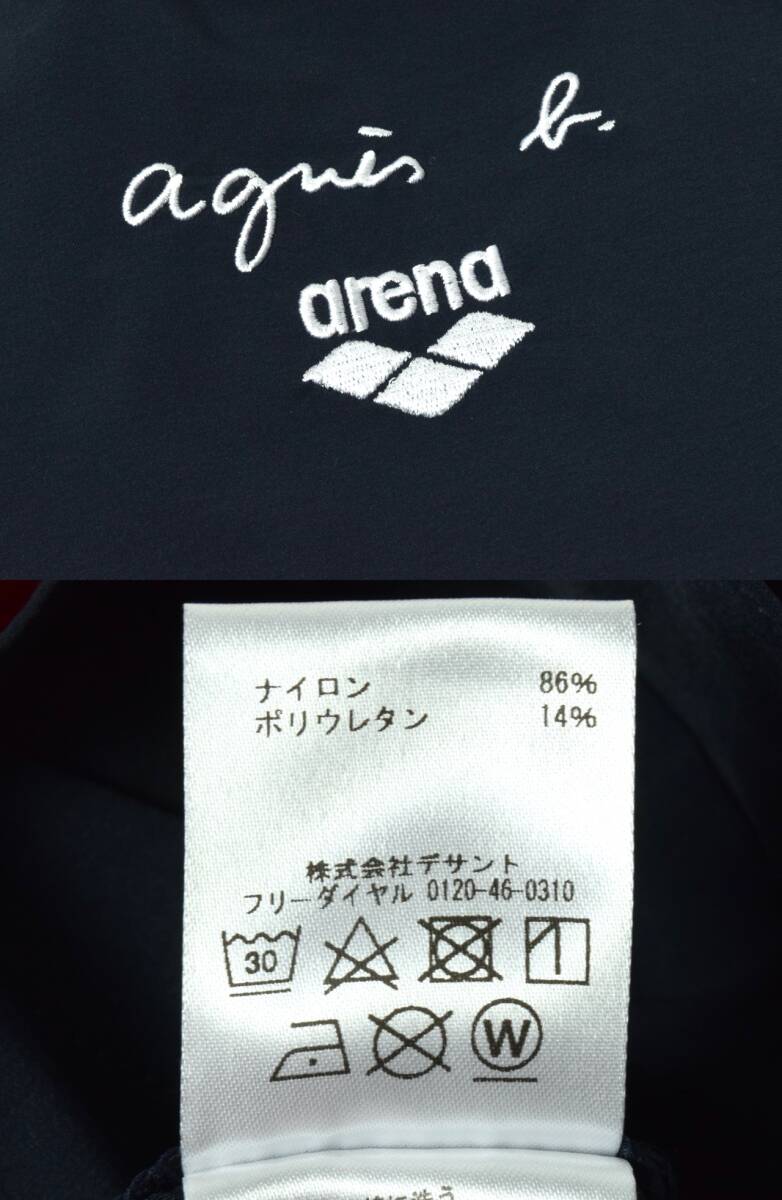 agnès b.
arena
ナイロン 86%
ポリウレタン 14%
株式会社デサント
フリーダイヤル 0120-46-0310
30
W